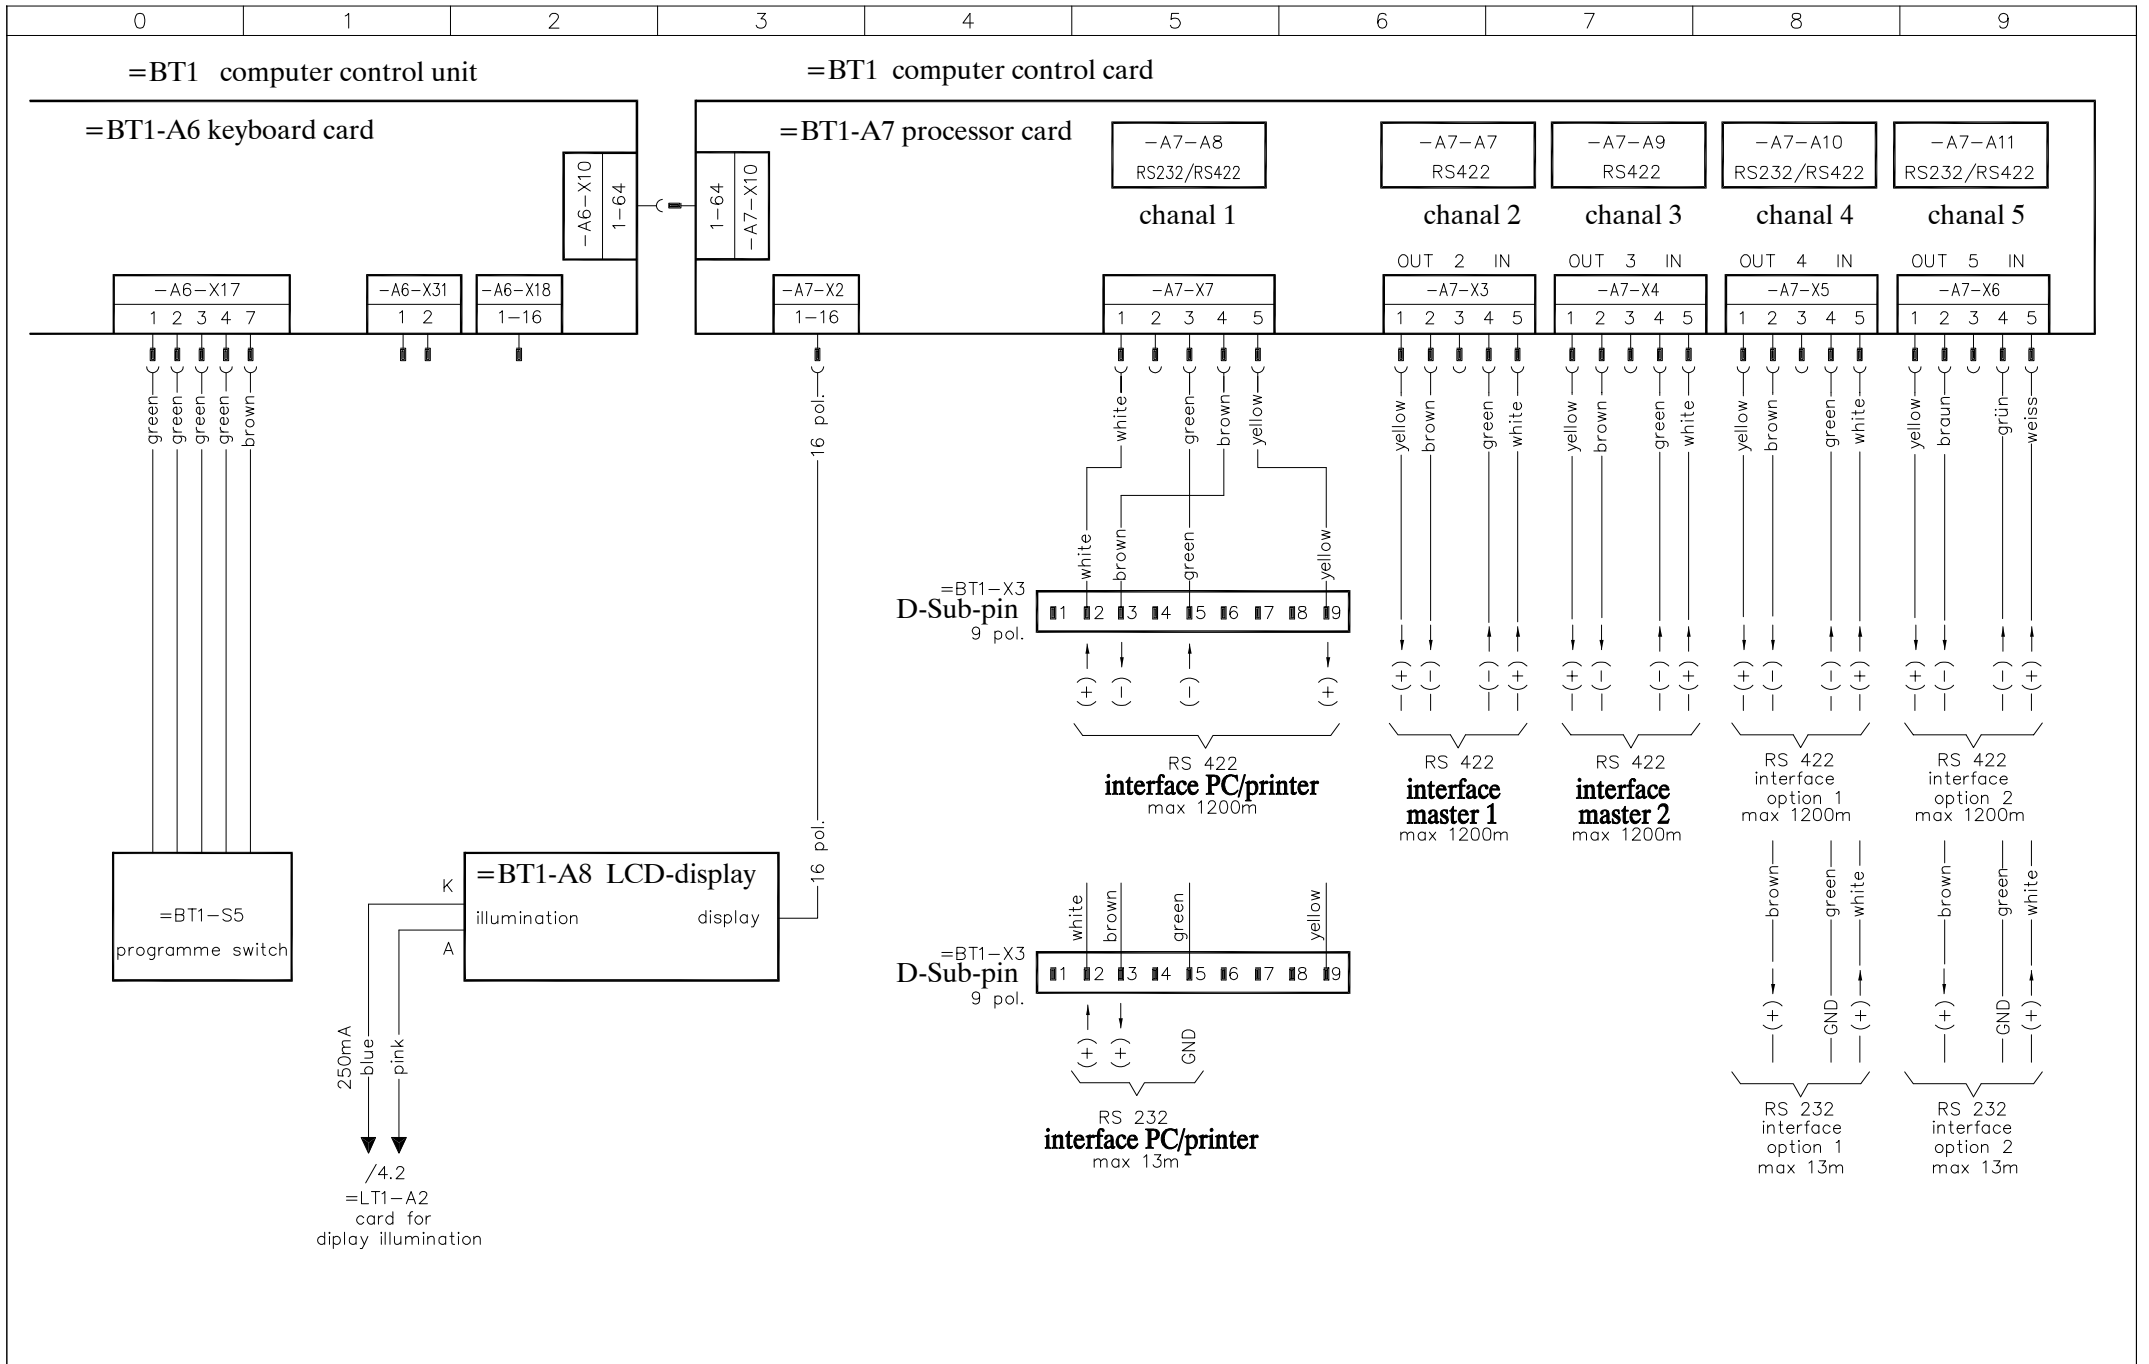 0 1 2 3 4 5 6 7 8 9
=BT1 computer control unit
=BT1 computer control card
=BT1-A6 keyboard card
=BT1-A7 processor card
-A6-X10
1-64
1-64
-A7-X10
-A7-A8
RS232/RS422
chanal 1
-A7-A7
RS422
chanal 2
-A7-A9
RS422
chanal 3
-A7-A10
RS232/RS422
chanal 4
-A7-A11
RS232/RS422
chanal 5
OUT 2 IN
OUT 3 IN
OUT 4 IN
OUT 5 IN
-A6-X17
1 2 3 4 7
-A6-X31
1 2
-A6-X18
1-16
-A7-X2
1-16
-A7-X7
1 2 3 4 5
-A7-X3
1 2 3 4 5
-A7-X4
1 2 3 4 5
-A7-X5
1 2 3 4 5
-A7-X6
1 2 3 4 5
green green green green brown
16 pol.
white green brown yellow
yellow brown green white
yellow brown green white
yellow brown green white
yellow braun grün weiss
white brown green yellow
=BT1-X3
D-Sub-pin
9 pol.
1 2 3 4 5 6 7 8 9
(+) (-) (-) (+)
(+) (-) (-) (+)
(+) (-) (-) (+)
(+) (-) (-) (+)
(+) (-) (-) (+)
RS 422
interface PC/printer
max 1200m
RS 422
interface
master 1
max 1200m
RS 422
interface
master 2
max 1200m
RS 422
interface
option 1
max 1200m
RS 422
interface
option 2
max 1200m
16 pol.
=BT1-S5
programme switch
K
A
=BT1-A8 LCD-display
illumination display
white brown green yellow
=BT1-X3
D-Sub-pin
9 pol.
1 2 3 4 5 6 7 8 9
(+) (+) GND
RS 232
interface PC/printer
max 13m
brown green white
(+) GND (+)
RS 232
interface
option 1
max 13m
brown green white
(+) GND (+)
RS 232
interface
option 2
max 13m
250mA
blue
pink
/4.2
=LT1-A2
card for
diplay illumination